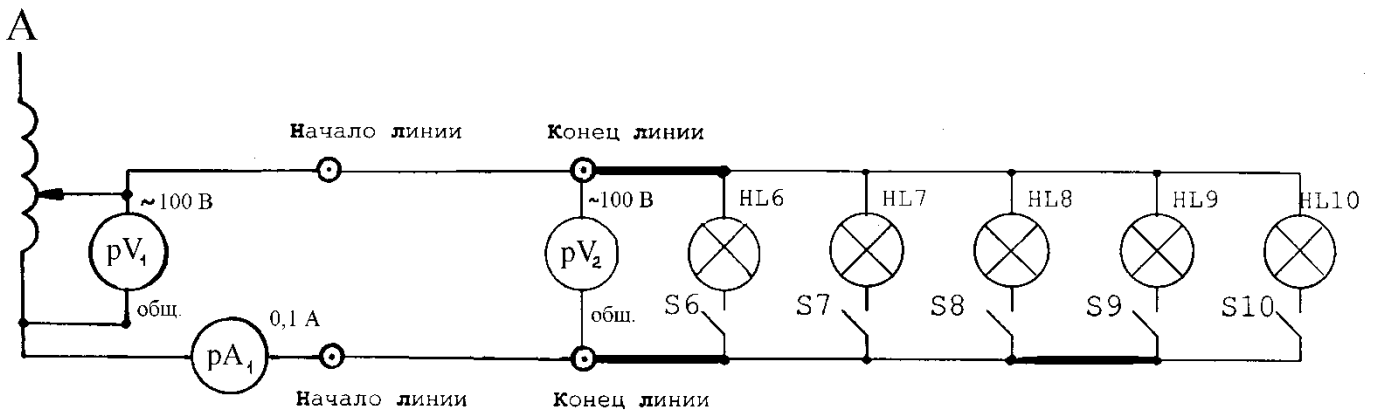 А
Начало линии
Конец линии
~100 В
~100 В
HL6
HL7
HL8
HL9
HL10
pV1
pV2
общ.
общ.
S6
S7
S8
S9
S10
0,1 А
pA1
Начало линии
Конец линии